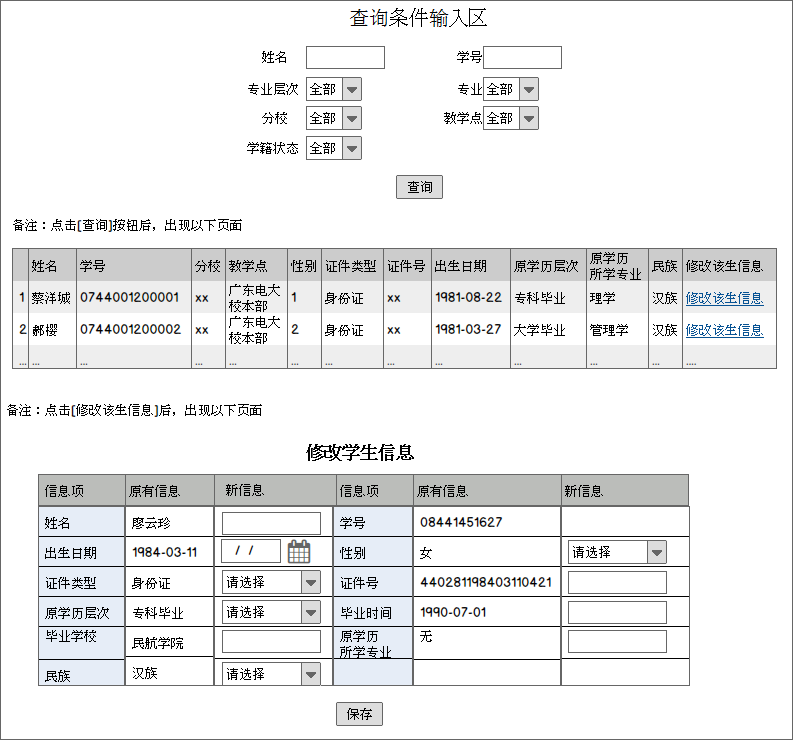 查询条件输入区
姓名 学号
专业层次 全部 专业 全部
分校 全部 教学点 全部
学籍状态 全部
查询
备注：点击[查询]按钮后，出现以下页面
姓名 学号 分校 教学点 性别 证件类型 证件号 出生日期 原学历层次 原学历所学专业 民族 修改该生信息
1 蔡洋城 0744001200001 xx 广东电大校本部 1 身份证 xx 1981-08-22 专科毕业 理学 汉族 修改该生信息
2 郝樱 0744001200002 xx 广东电大校本部 2 身份证 xx 1981-03-27 大学毕业 管理学 汉族 修改该生信息
... ... ... ... ... ... ... ... ... ... ... ... ....
备注：点击[修改该生信息]后，出现以下页面
修改学生信息
信息项 原有信息 新信息 信息项 原有信息 新信息
姓名 廖云珍 学号 08441451627
出生日期 1984-03-11 / / 性别 女 请选择
证件类型 身份证 请选择 证件号 440281198403110421
原学历层次 专科毕业 请选择 毕业时间 1990-07-01
毕业学校 民航学院 原学历所学专业 无
民族 汉族 请选择
保存